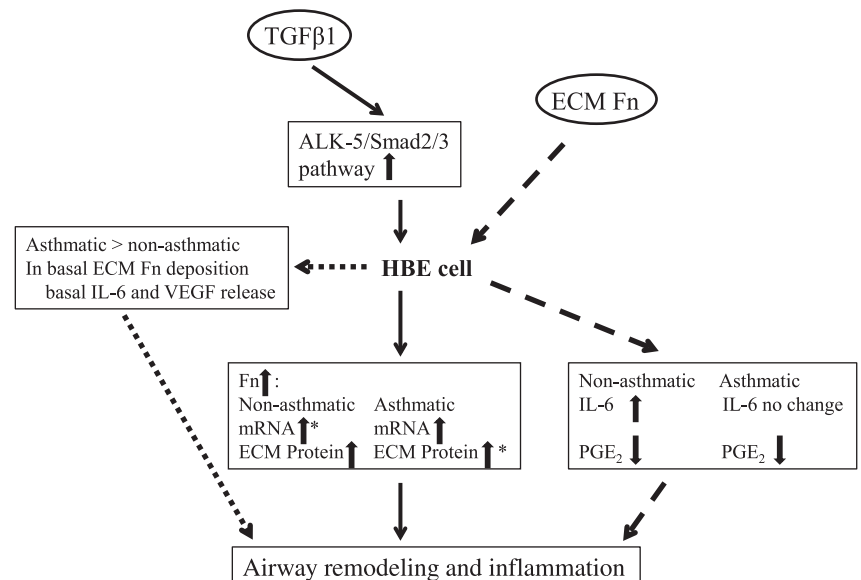 TGFβ1
ECM Fn
ALK-5/Smad2/3
pathway ⬆
Asthmatic > non-asthmatic
In basal ECM Fn deposition
basal IL-6 and VEGF release
HBE cell
Fn⬆:
Non-asthmatic Asthmatic
mRNA⬆* mRNA⬆
ECM Protein⬆ ECM Protein⬆*
Non-asthmatic Asthmatic
IL-6 ⬆ IL-6 no change
PGE₂ ⬇ PGE₂ ⬇
Airway remodeling and inflammation